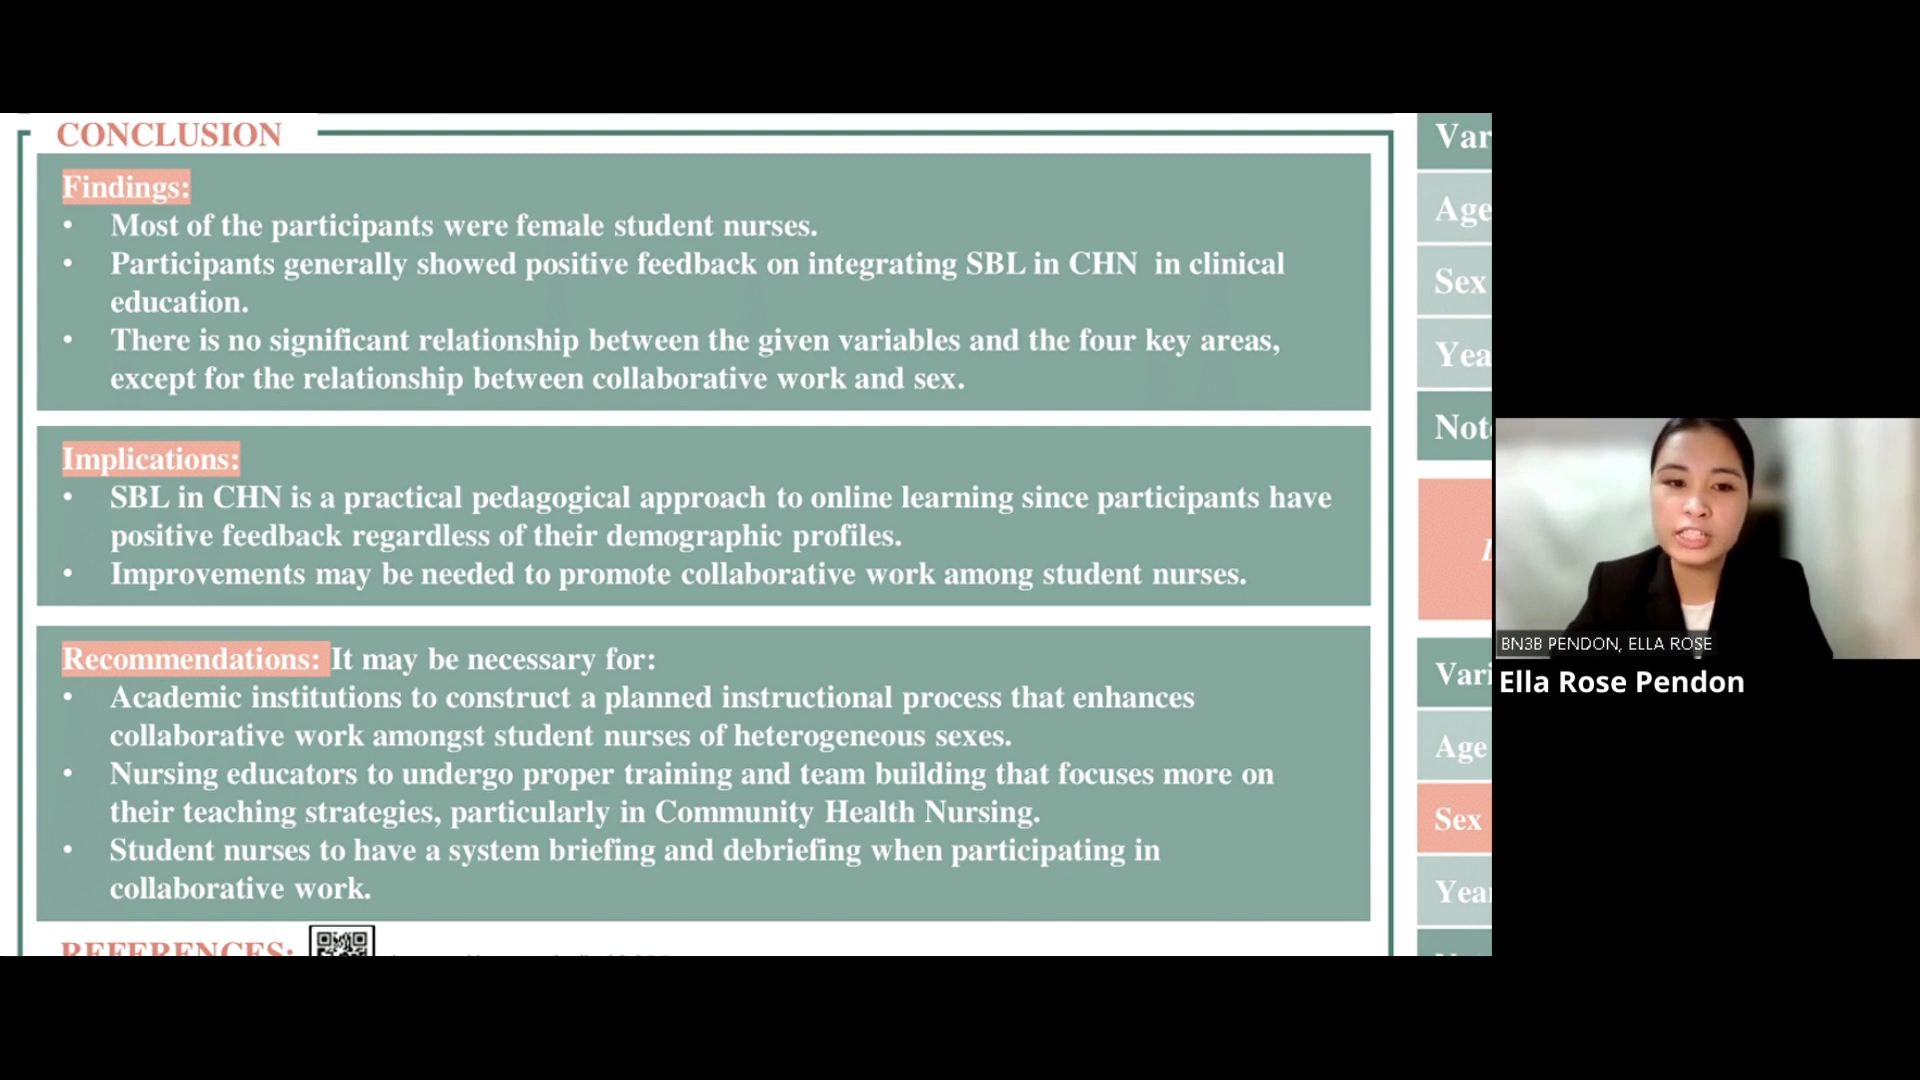 CONCLUSION
Findings:
• Most of the participants were female student nurses.
• Participants generally showed positive feedback on integrating SBL in CHN in clinical
education.
• There is no significant relationship between the given variables and the four key areas,
except for the relationship between collaborative work and sex.
Implications:
• SBL in CHN is a practical pedagogical approach to online learning since participants have
positive feedback regardless of their demographic profiles.
• Improvements may be needed to promote collaborative work among student nurses.
Recommendations: It may be necessary for:
• Academic institutions to construct a planned instructional process that enhances
collaborative work amongst student nurses of heterogeneous sexes.
• Nursing educators to undergo proper training and team building that focuses more on
their teaching strategies, particularly in Community Health Nursing.
• Student nurses to have a system briefing and debriefing when participating in
collaborative work.
REFERENCES:
Var
Age
Sex
Yea
Not
Vari
Age
Sex
Yea
BN3B PENDON, ELLA ROSE
Ella Rose Pendon